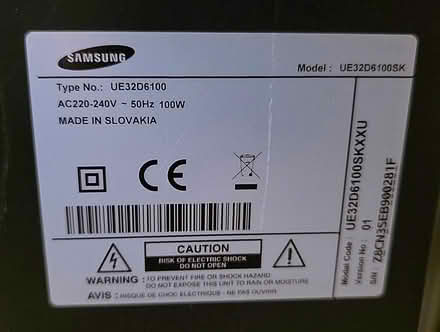 SAMSUNG
Model : UE32D6100SK
Type No.: UE32D6100
AC220-240V ~ 50Hz 100W
MADE IN SLOVAKIA
CE
CAUTION
RISK OF ELECTRIC SHOCK
DO NOT OPEN
WARNING : TO PREVENT FIRE OR SHOCK HAZARD
DO NOT EXPOSE THIS TV TO RAIN OR MOISTURE
AVIS : RISQUE DE CHOC ELECTRIQUE - NE PAS OUVRIR
Model Code : UE32D6100SKXXU
Version No : 01
S/N : Z8CN3SEB900281F